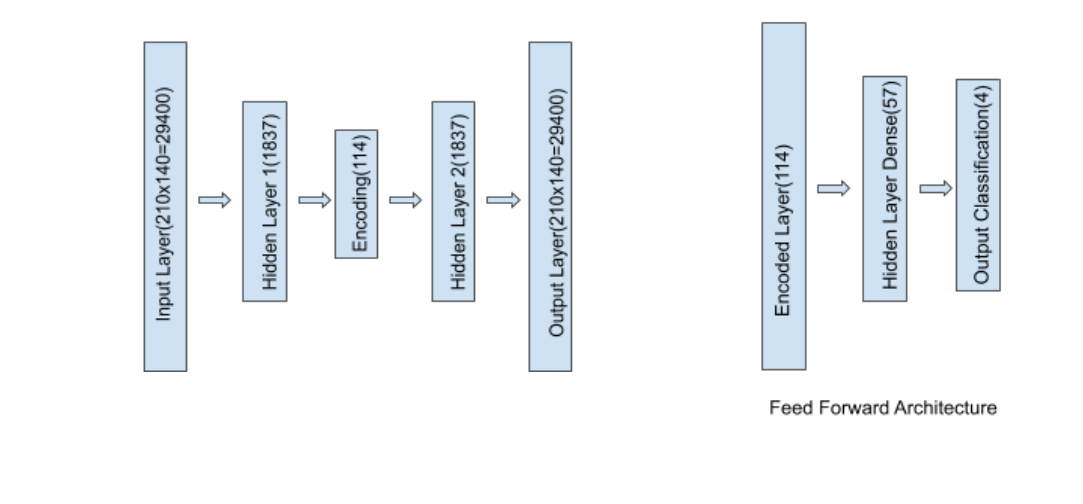 Input Layer(210x140=29400)
Hidden Layer 1(1837)
Encoding(114)
Hidden Layer 2(1837)
Output Layer(210x140=29400)
Encoded Layer(114)
Hidden Layer Dense(57)
Output Classification(4)
Feed Forward Architecture